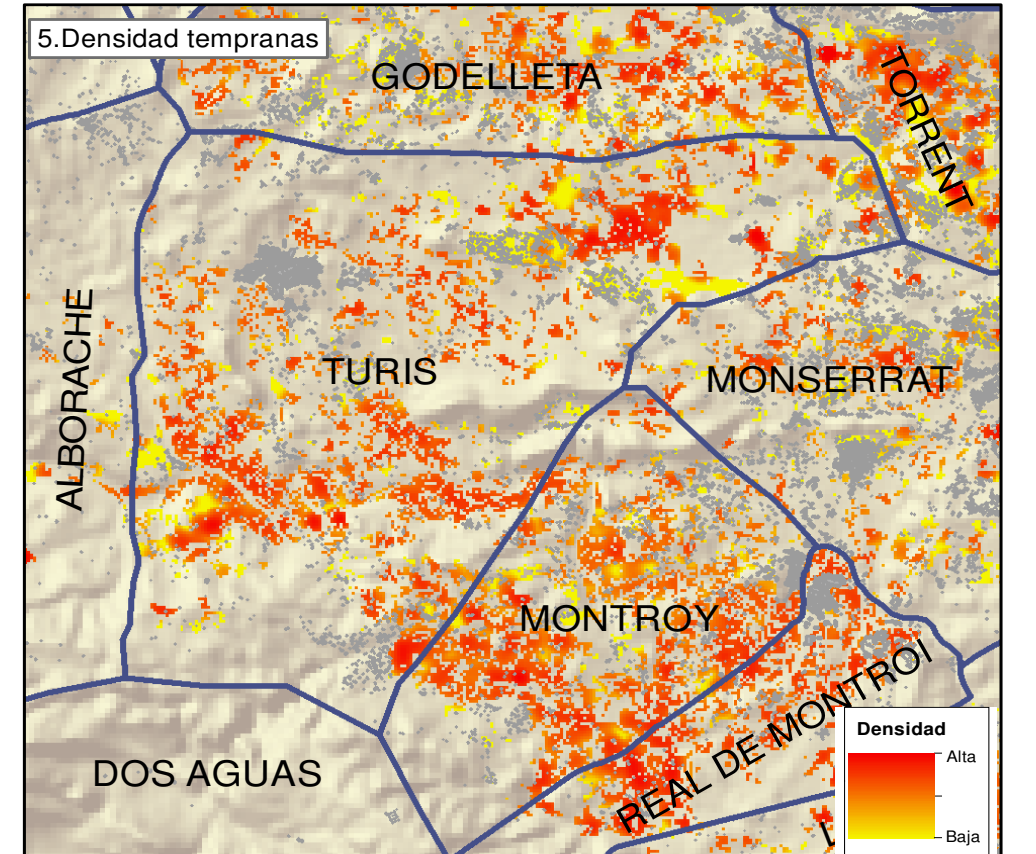 5.Densidad tempranas
GODELLETA
TORRENT
ALBORACHE
TURIS
MONSERRAT
MONTROY
REAL DE MONTROI
DOS AGUAS
Densidad
Alta
Baja